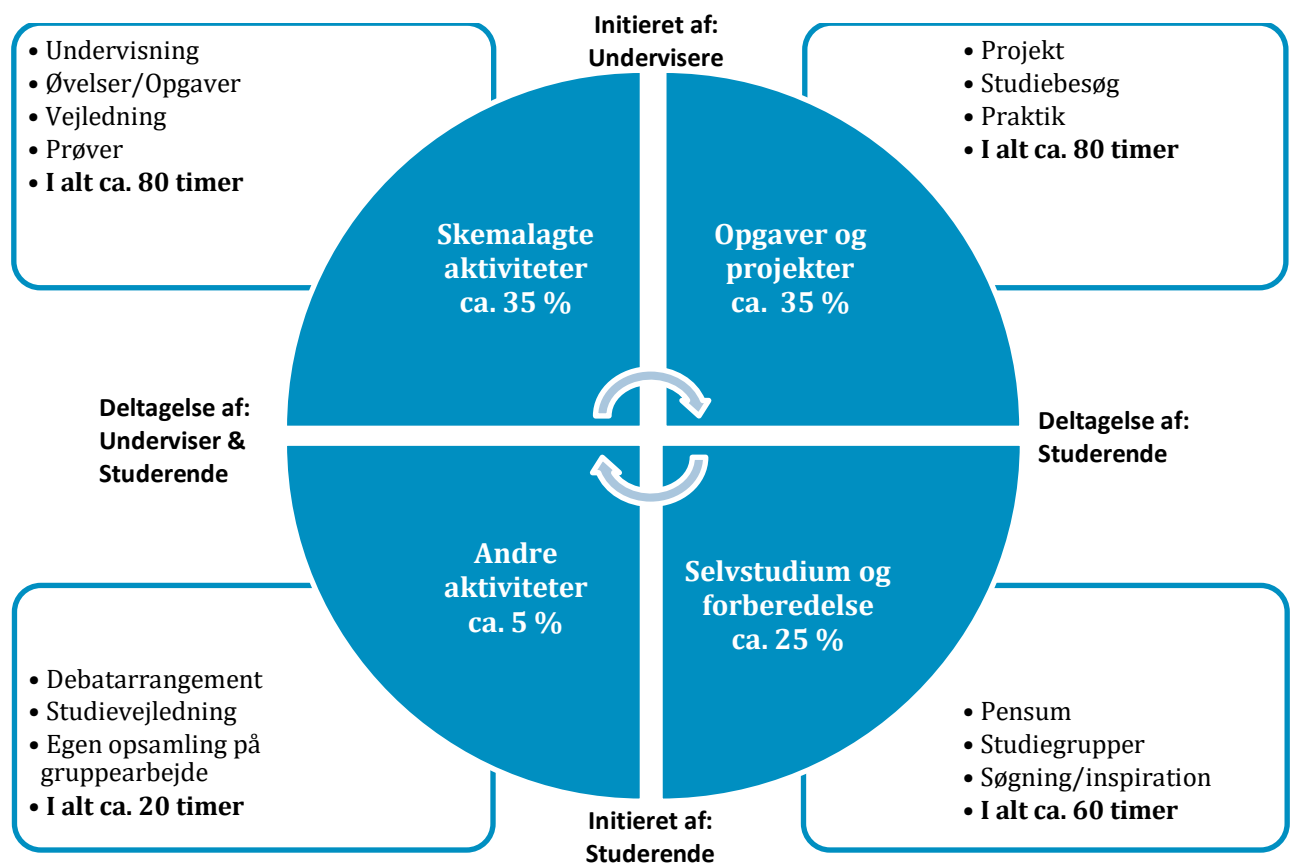 Initieret af:
Undervisere
• Undervisning
• Øvelser/Opgaver
• Vejledning
• Prøver
• I alt ca. 80 timer
• Projekt
• Studiebesøg
• Praktik
• I alt ca. 80 timer
Skemalagte
aktiviteter
ca. 35 %
Opgaver og
projekter
ca. 35 %
Deltagelse af:
Underviser &
Studerende
Deltagelse af:
Studerende
Andre
aktiviteter
ca. 5 %
Selvstudium og
forberedelse
ca. 25 %
• Debatarrangement
• Studievejledning
• Egen opsamling på
gruppearbejde
• I alt ca. 20 timer
• Pensum
• Studiegrupper
• Søgning/inspiration
• I alt ca. 60 timer
Initieret af:
Studerende